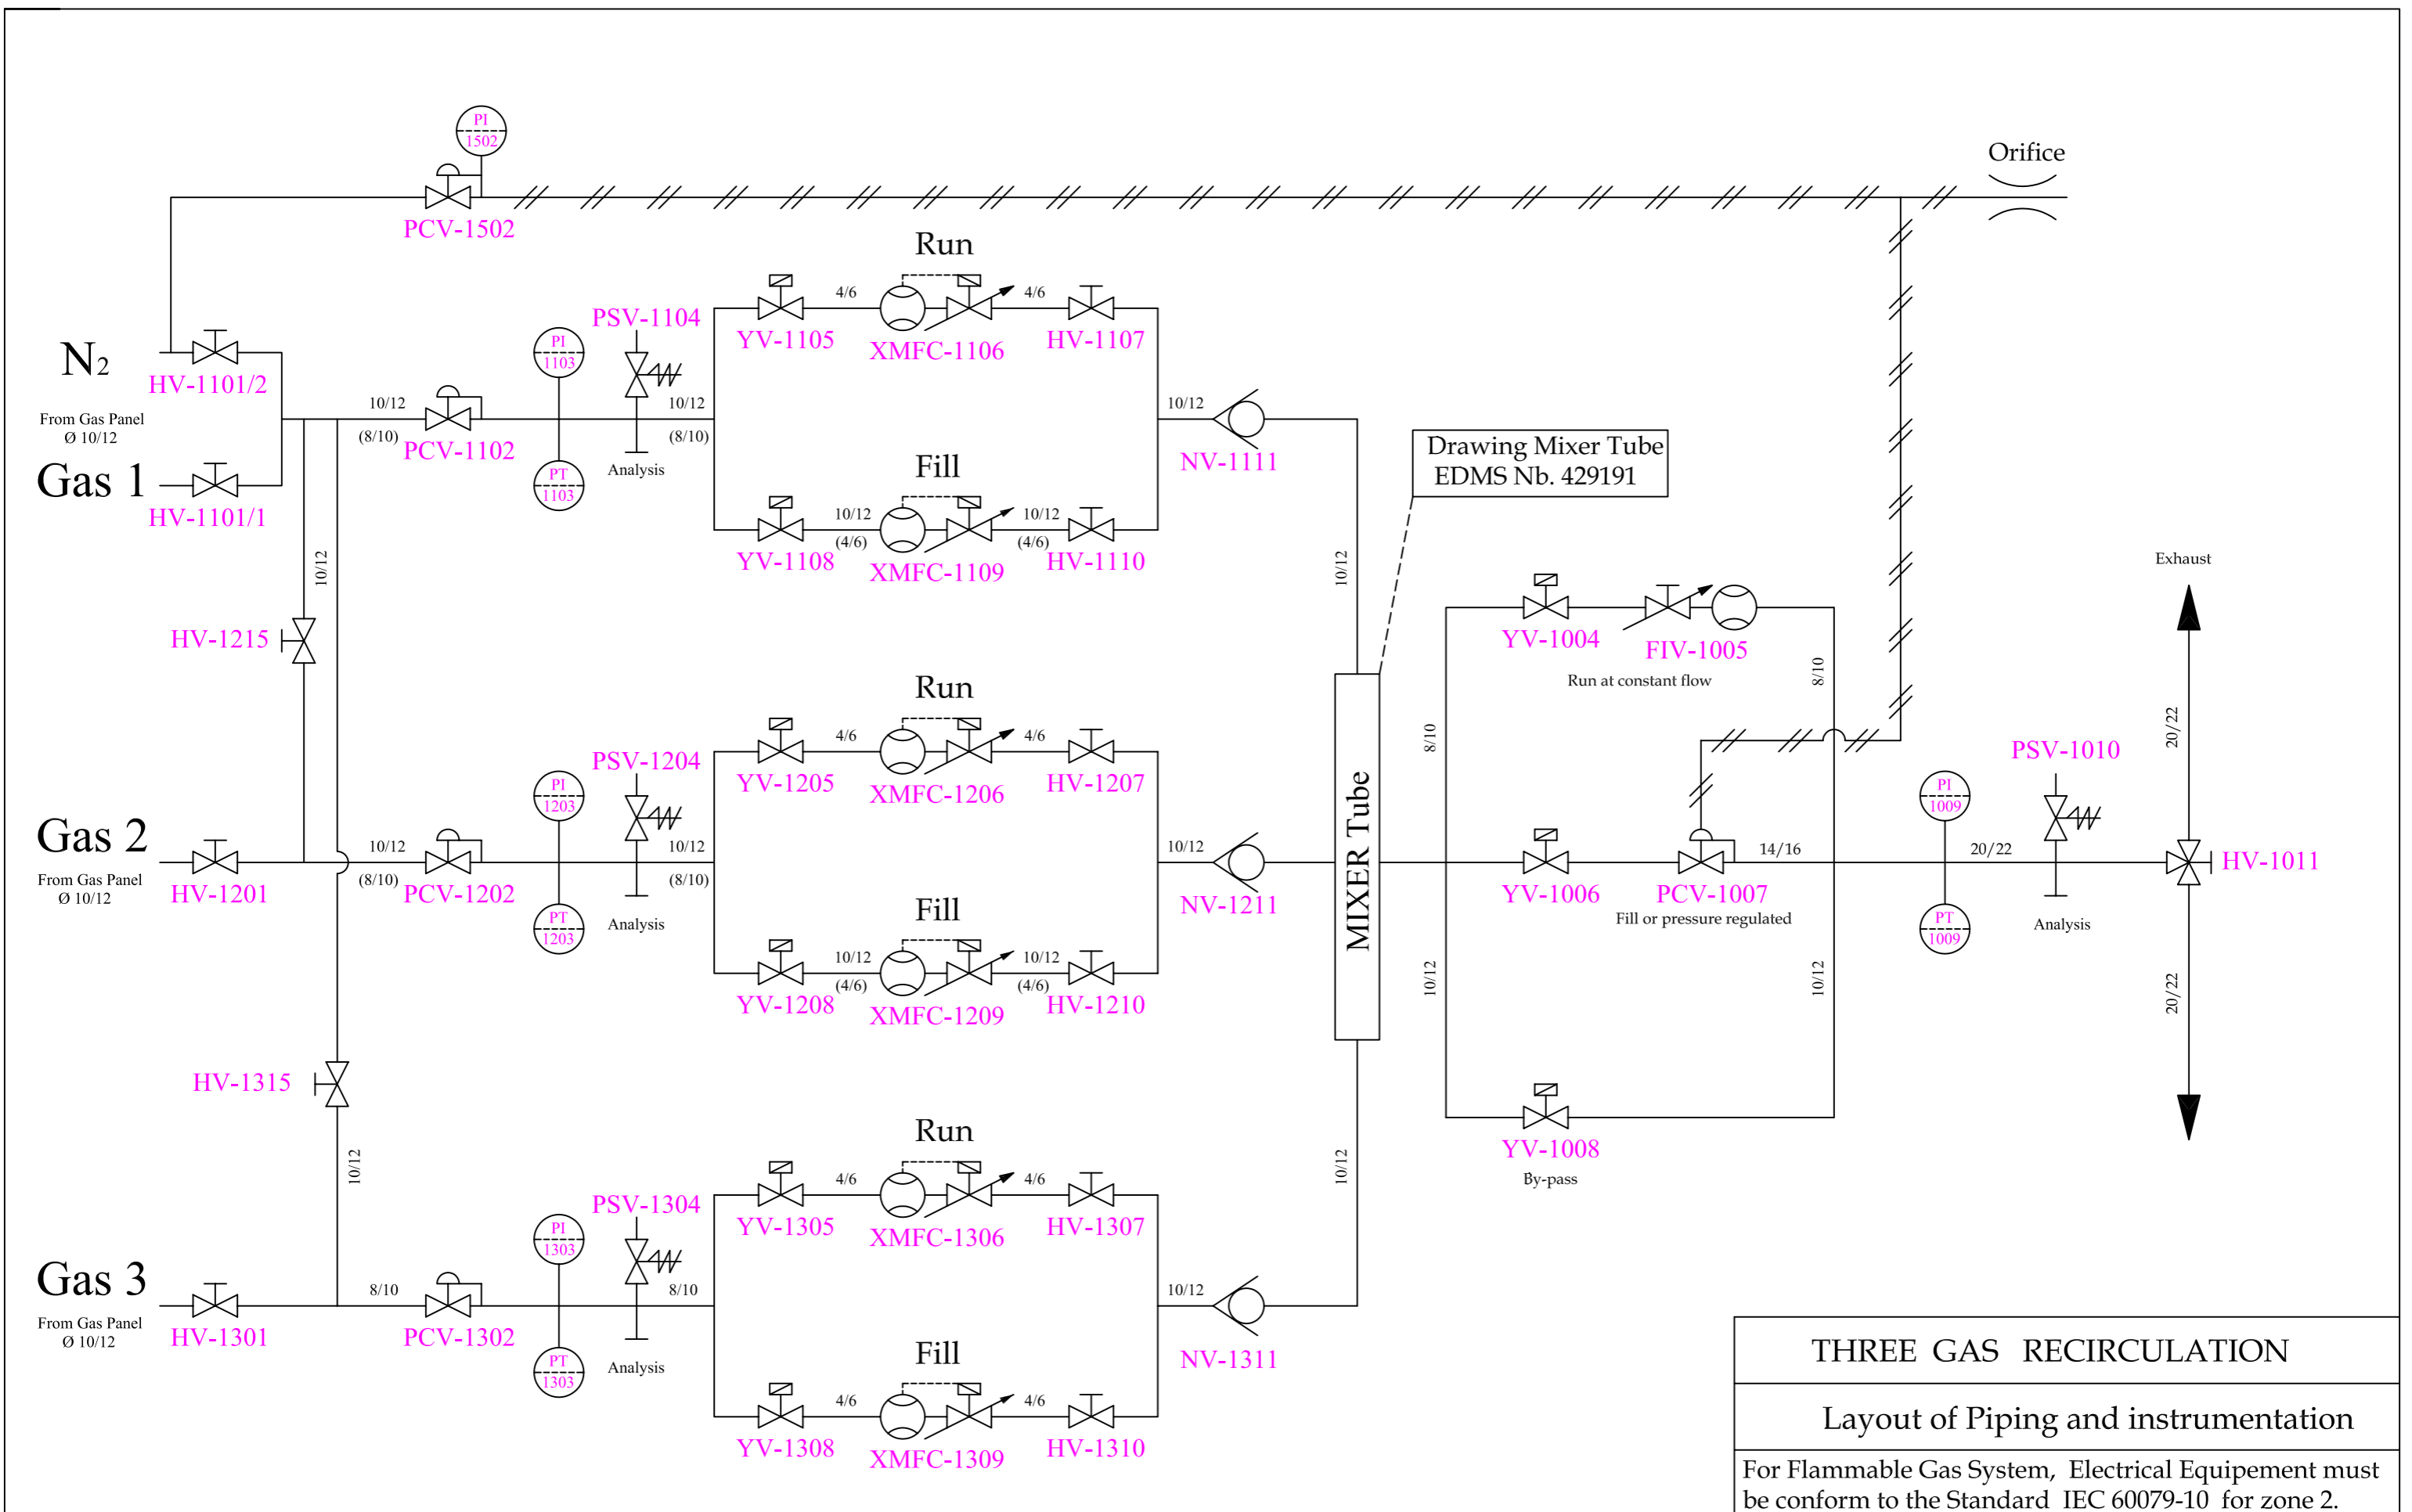 PI
1502
Orifice
PCV-1502
Run
4/6
4/6
PSV-1104
YV-1105
XMFC-1106
HV-1107
N2
HV-1101/2
PI
1103
From Gas Panel
Ø 10/12
10/12
(8/10)
PCV-1102
10/12
(8/10)
10/12
NV-1111
Gas 1
HV-1101/1
PT
1103
Analysis
Fill
10/12
(4/6)
10/12
(4/6)
YV-1108
XMFC-1109
HV-1110
Drawing Mixer Tube
EDMS Nb. 429191
10/12
10/12
Exhaust
HV-1215
YV-1004
FIV-1005
Run at constant flow
8/10
8/10
20/22
Run
4/6
4/6
PSV-1204
YV-1205
XMFC-1206
HV-1207
PI
1203
PSV-1010
PI
1009
Gas 2
From Gas Panel
Ø 10/12
HV-1201
10/12
(8/10)
PCV-1202
10/12
(8/10)
10/12
NV-1211
MIXER Tube
YV-1006
PCV-1007
Fill or pressure regulated
14/16
20/22
HV-1011
PT
1203
Analysis
PT
1009
Analysis
Fill
10/12
(4/6)
10/12
(4/6)
YV-1208
XMFC-1209
HV-1210
10/12
10/12
20/22
HV-1315
10/12
10/12
YV-1008
By-pass
Run
4/6
4/6
PSV-1304
YV-1305
XMFC-1306
HV-1307
PI
1303
Gas 3
From Gas Panel
Ø 10/12
HV-1301
8/10
PCV-1302
8/10
10/12
NV-1311
PT
1303
Analysis
Fill
4/6
4/6
YV-1308
XMFC-1309
HV-1310
THREE GAS RECIRCULATION
Layout of Piping and instrumentation
For Flammable Gas System, Electrical Equipement must
be conform to the Standard IEC 60079-10 for zone 2.